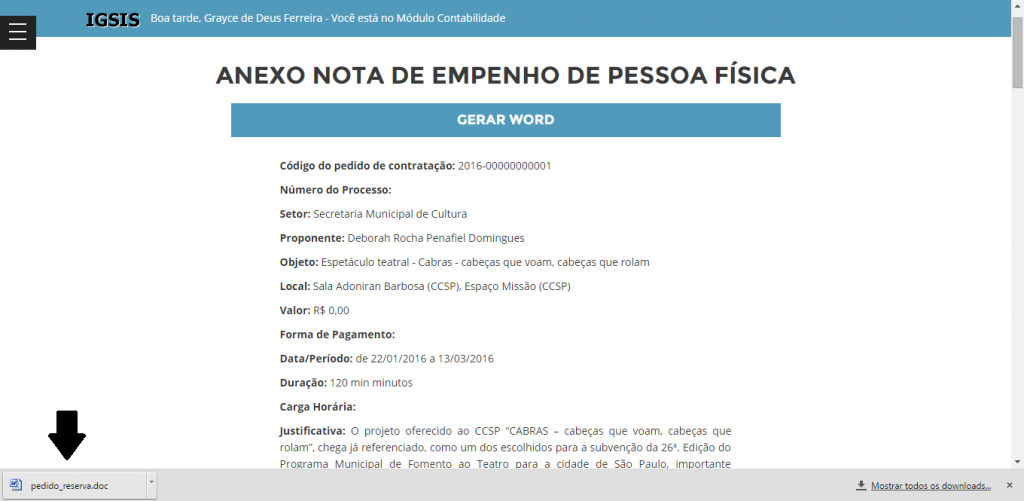 IGSIS Boa tarde, Grayce de Deus Ferreira - Você está no Módulo Contabilidade
ANEXO NOTA DE EMPENHO DE PESSOA FÍSICA
GERAR WORD
Código do pedido de contratação: 2016-00000000001
Número do Processo:
Setor: Secretaria Municipal de Cultura
Proponente: Deborah Rocha Penafiel Domingues
Objeto: Espetáculo teatral - Cabras - cabeças que voam, cabeças que rolam
Local: Sala Adoniran Barbosa (CCSP), Espaço Missão (CCSP)
Valor: R$ 0,00
Forma de Pagamento:
Data/Período: de 22/01/2016 a 13/03/2016
Duração: 120 min minutos
Carga Horária:
Justificativa: O projeto oferecido ao CCSP “CABRAS – cabeças que voam, cabeças que
rolam”, chega já referenciado, como um dos escolhidos para a subvenção da 26ª. Edição do
Programa Municipal de Fomento ao Teatro para a cidade de São Paulo, importante
pedido_reserva.doc
Mostrar todos os downloads...